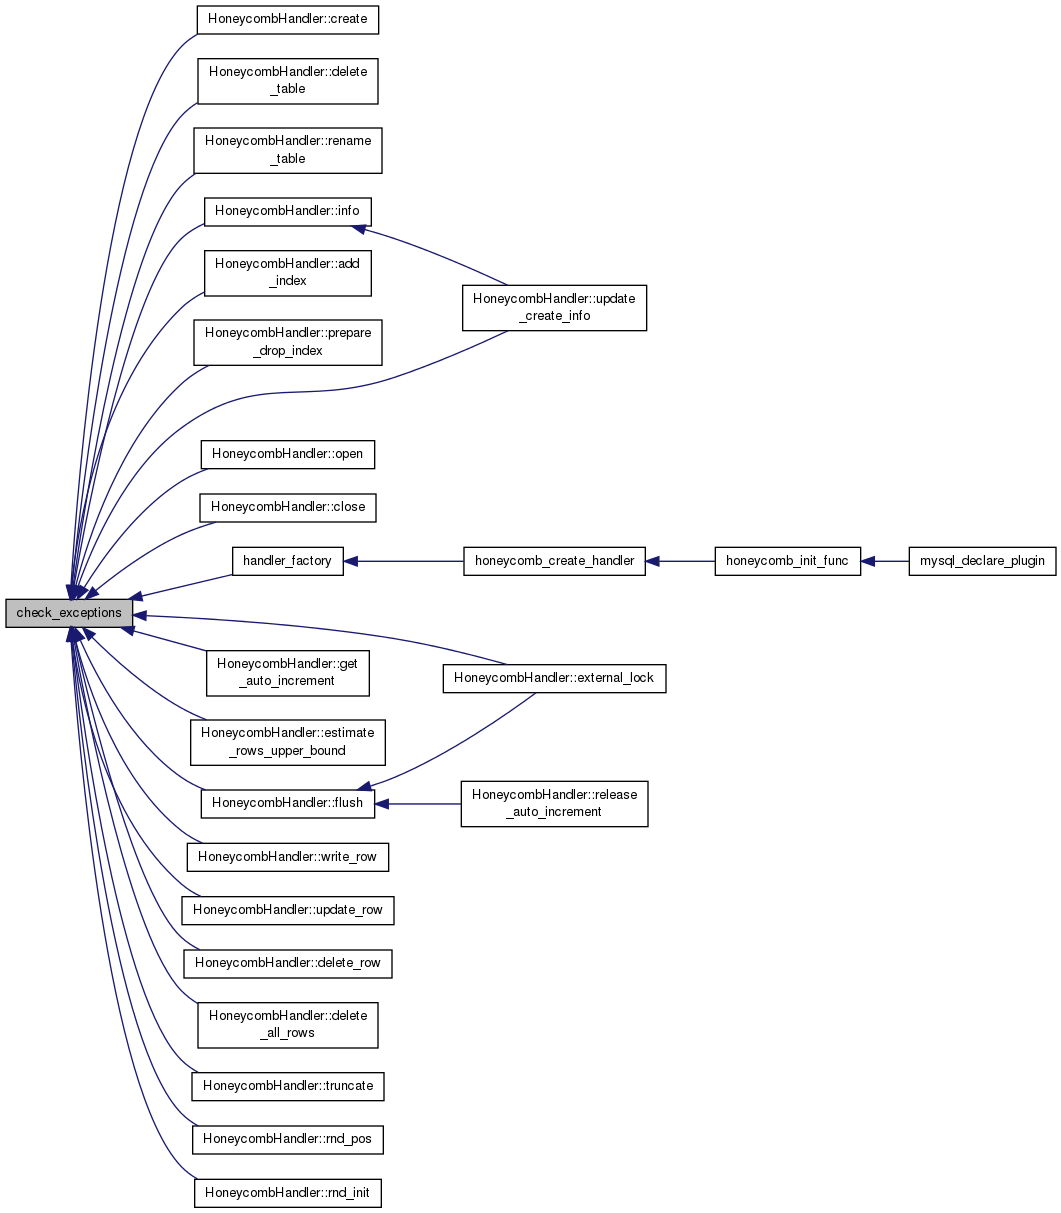 HoneycombHandler::create
HoneycombHandler::delete
_table
HoneycombHandler::rename
_table
HoneycombHandler::info
HoneycombHandler::add
_index
HoneycombHandler::update
_create_info
HoneycombHandler::prepare
_drop_index
HoneycombHandler::open
HoneycombHandler::close
handler_factory
honeycomb_create_handler
honeycomb_init_func
mysql_declare_plugin
check_exceptions
HoneycombHandler::get
_auto_increment
HoneycombHandler::external_lock
HoneycombHandler::estimate
_rows_upper_bound
HoneycombHandler::flush
HoneycombHandler::release
_auto_increment
HoneycombHandler::write_row
HoneycombHandler::update_row
HoneycombHandler::delete_row
HoneycombHandler::delete
_all_rows
HoneycombHandler::truncate
HoneycombHandler::rnd_pos
HoneycombHandler::rnd_init